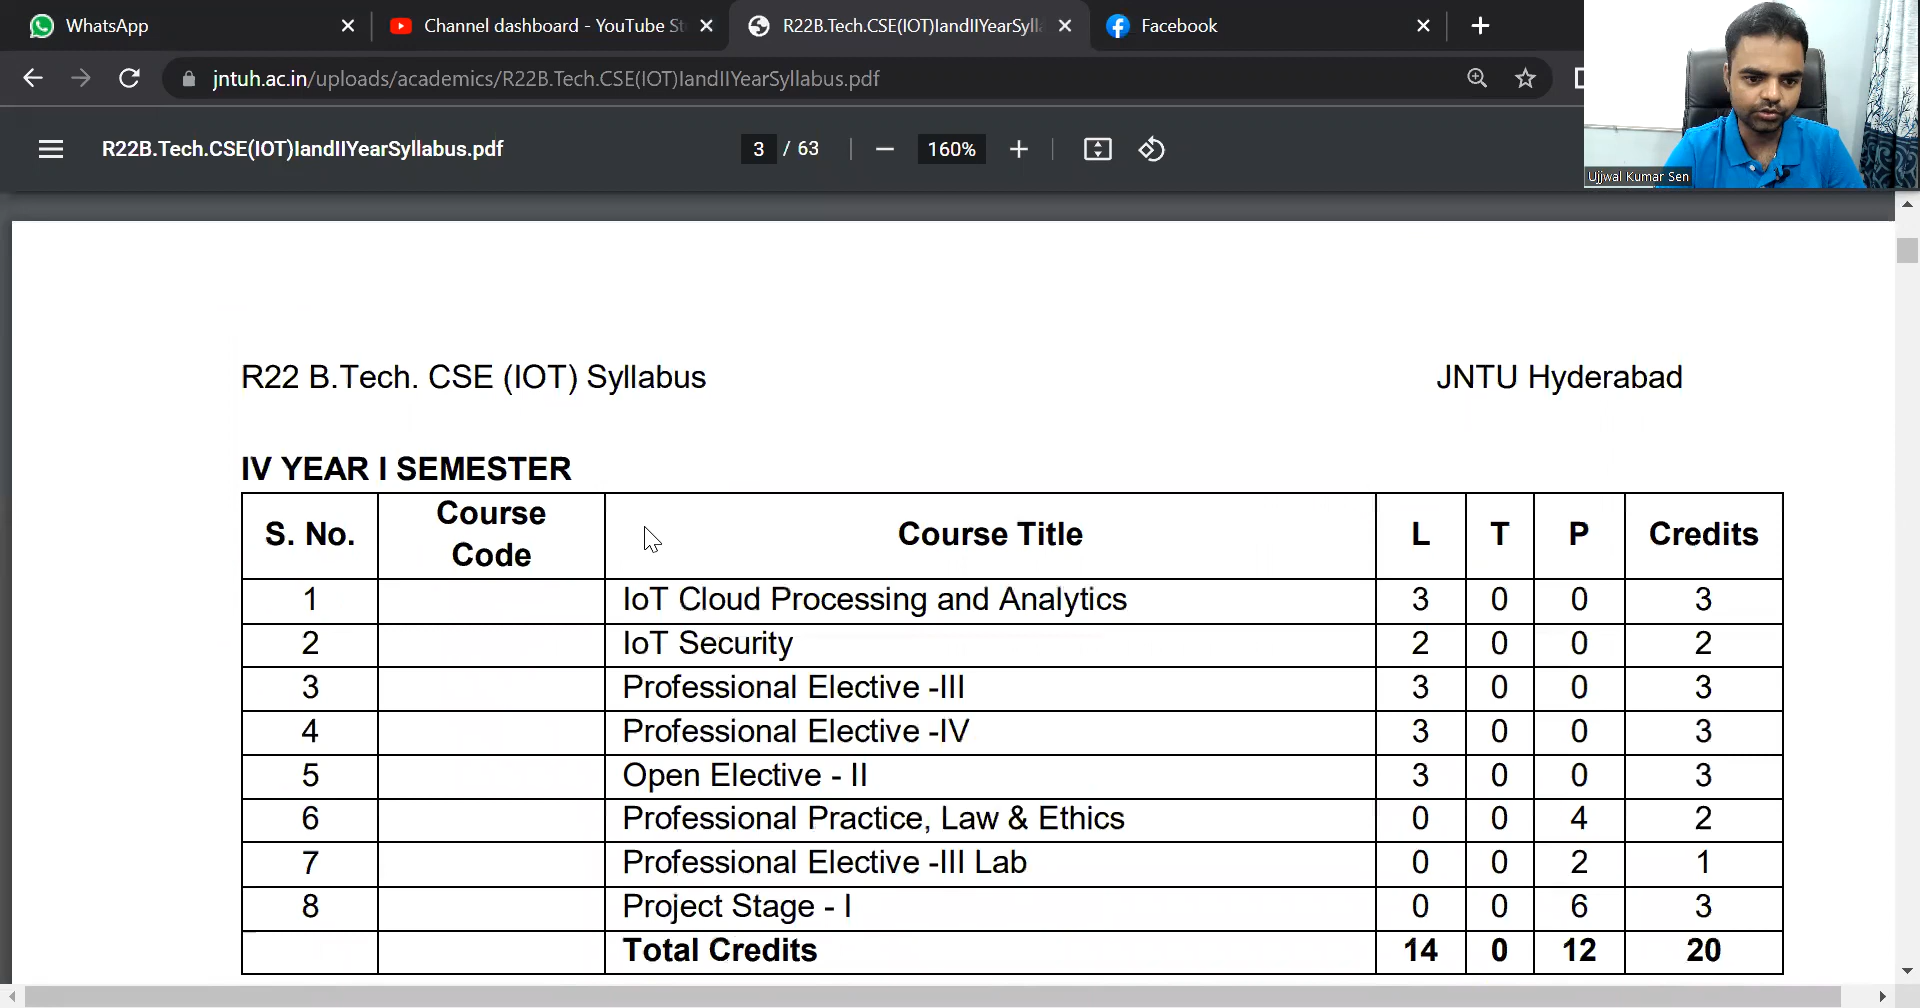 WhatsApp
Channel dashboard - YouTube St
R22B.Tech.CSE(IOT)IandIIYearSyll
Facebook
jntuh.ac.in/uploads/academics/R22B.Tech.CSE(IOT)IandIIYearSyllabus.pdf
R22B.Tech.CSE(IOT)IandIIYearSyllabus.pdf
3 / 63
160%
Ujjwal Kumar Sen
R22 B.Tech. CSE (IOT) Syllabus JNTU Hyderabad
IV YEAR I SEMESTER
S. No. Course Code Course Title L T P Credits
1 IoT Cloud Processing and Analytics 3 0 0 3
2 IoT Security 2 0 0 2
3 Professional Elective -III 3 0 0 3
4 Professional Elective -IV 3 0 0 3
5 Open Elective - II 3 0 0 3
6 Professional Practice, Law & Ethics 0 0 4 2
7 Professional Elective -III Lab 0 0 2 1
8 Project Stage - I 0 0 6 3
Total Credits 14 0 12 20